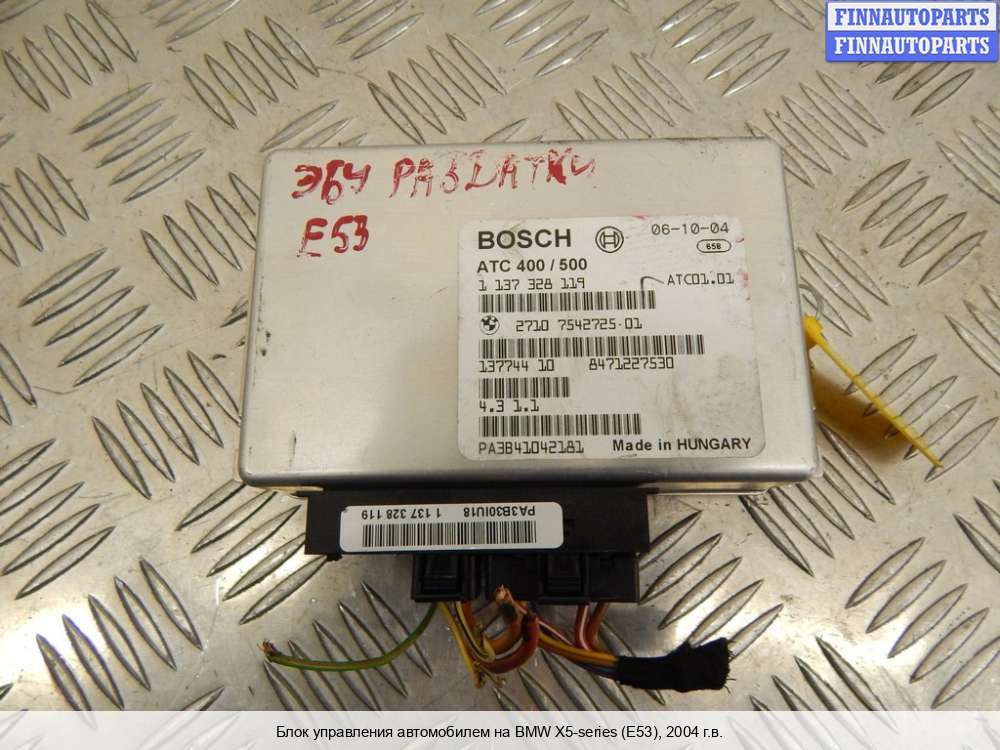 FINNAUTOPARTS
FINNAUTOPARTS
ЭБУ РАЗДАТКИ
E53
BOSCH
06-10-04
65B
ATC 400 / 500
1 137 328 119
ATC01.01
2710 7542725-01
137744 10 8471227530
4.3 1.1
PA3B41042181
Made in HUNGARY
PA3B30IU18 1 137 328 119
Блок управления автомобилем на BMW X5-series (E53), 2004 г.в.